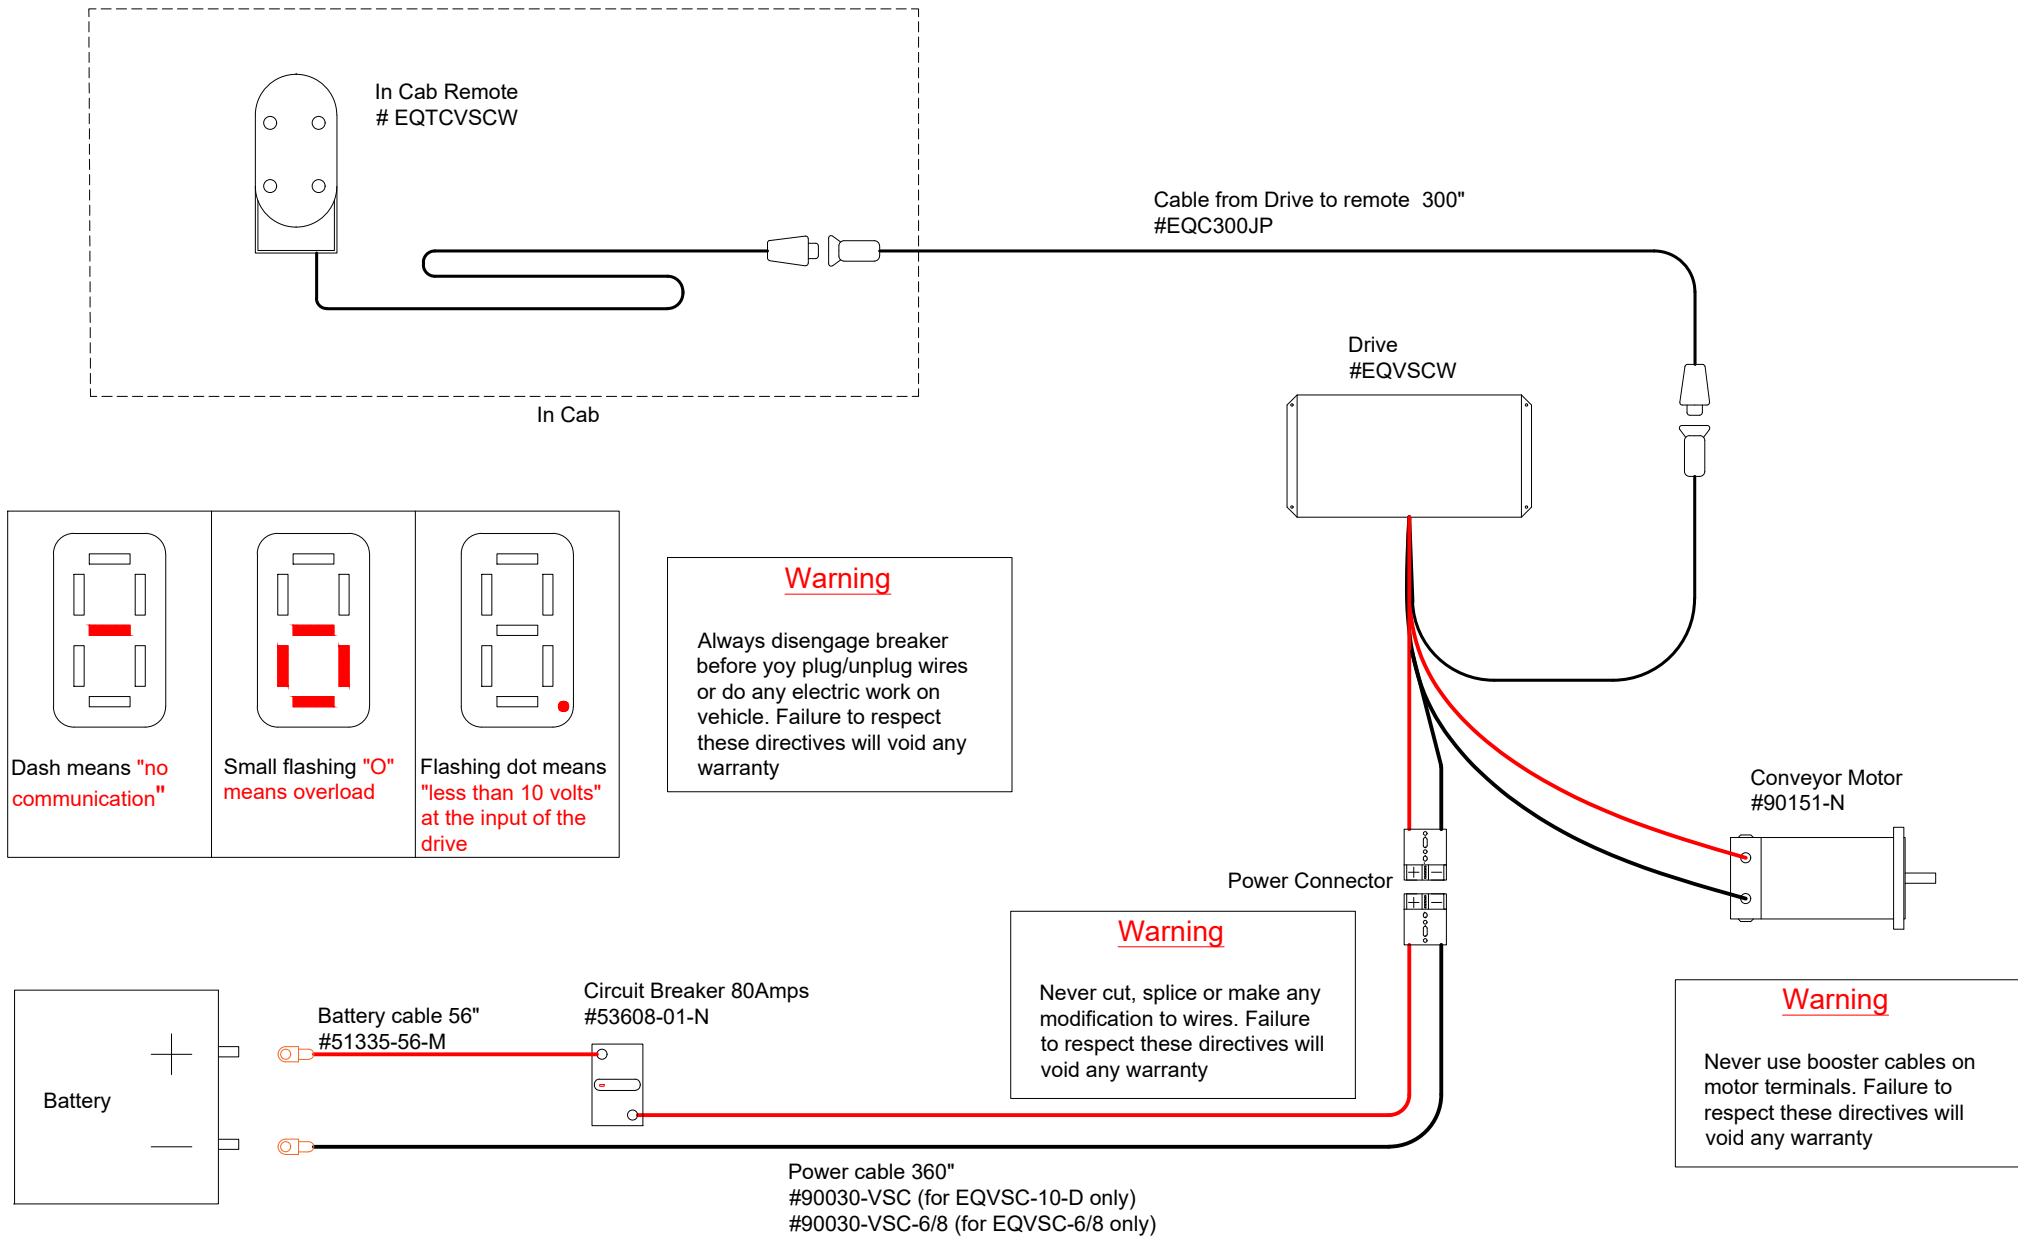 In Cab Remote
# EQTCVSCW
Cable from Drive to remote  300"
#EQC300JP
Drive
#EQVSCW
In Cab
Dash means "no
communication"
Small flashing "O"
means overload
Flashing dot means
"less than 10 volts"
at the input of the
drive
Warning
Always disengage breaker
before yoy plug/unplug wires
or do any electric work on
vehicle. Failure to respect
these directives will void any
warranty
Conveyor Motor
#90151-N
Power Connector
+ −
+ −
Warning
Never cut, splice or make any
modification to wires. Failure
to respect these directives will
void any warranty
Warning
Never use booster cables on
motor terminals. Failure to
respect these directives will
void any warranty
Circuit Breaker 80Amps
#53608-01-N
Battery cable 56"
#51335-56-M
+
Battery
−
Power cable 360"
#90030-VSC (for EQVSC-10-D only)
#90030-VSC-6/8 (for EQVSC-6/8 only)